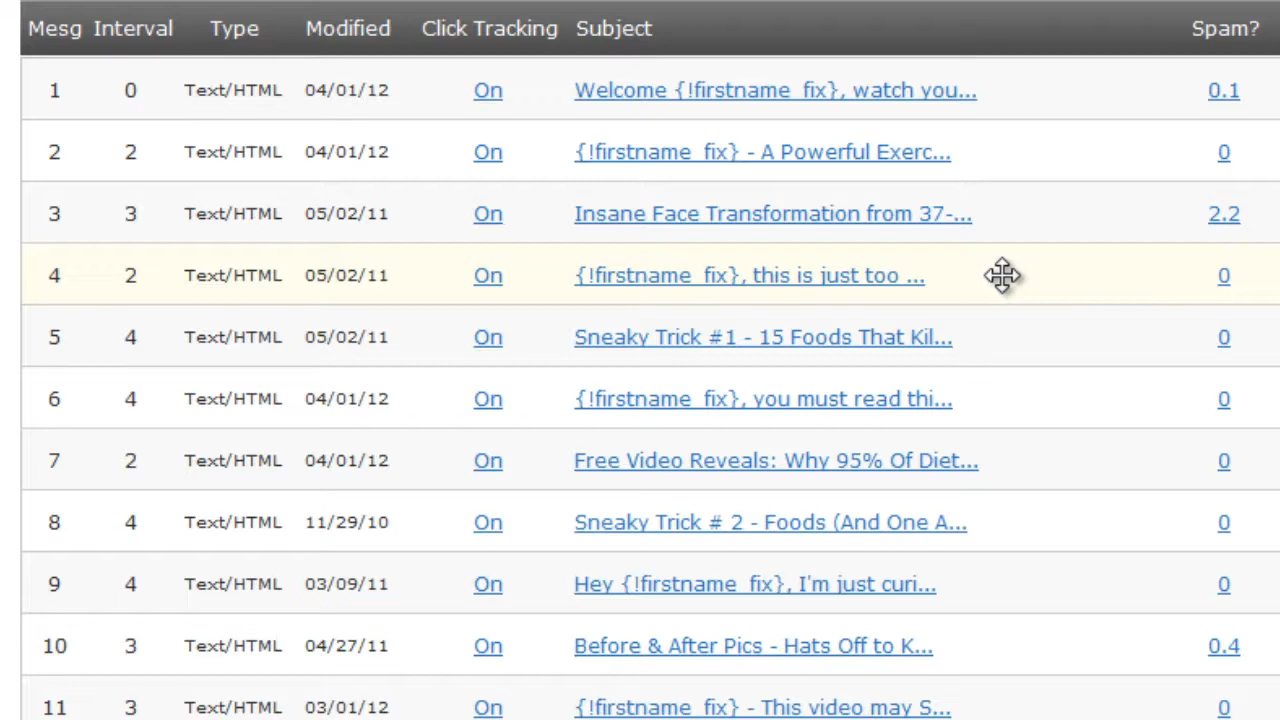 Mesg Interval Type Modified Click Tracking Subject Spam?
1 0 Text/HTML 04/01/12 On Welcome {!firstname_fix}, watch you... 0.1
2 2 Text/HTML 04/01/12 On {!firstname_fix} - A Powerful Exerc... 0
3 3 Text/HTML 05/02/11 On Insane Face Transformation from 37-... 2.2
4 2 Text/HTML 05/02/11 On {!firstname_fix}, this is just too ... 0
5 4 Text/HTML 05/02/11 On Sneaky Trick #1 - 15 Foods That Kil... 0
6 4 Text/HTML 04/01/12 On {!firstname_fix}, you must read thi... 0
7 2 Text/HTML 04/01/12 On Free Video Reveals: Why 95% Of Diet... 0
8 4 Text/HTML 11/29/10 On Sneaky Trick # 2 - Foods (And One A... 0
9 4 Text/HTML 03/09/11 On Hey {!firstname_fix}, I'm just curi... 0
10 3 Text/HTML 04/27/11 On Before & After Pics - Hats Off to K... 0.4
11 3 Text/HTML 03/01/12 On {!firstname_fix} - This video may S... 0